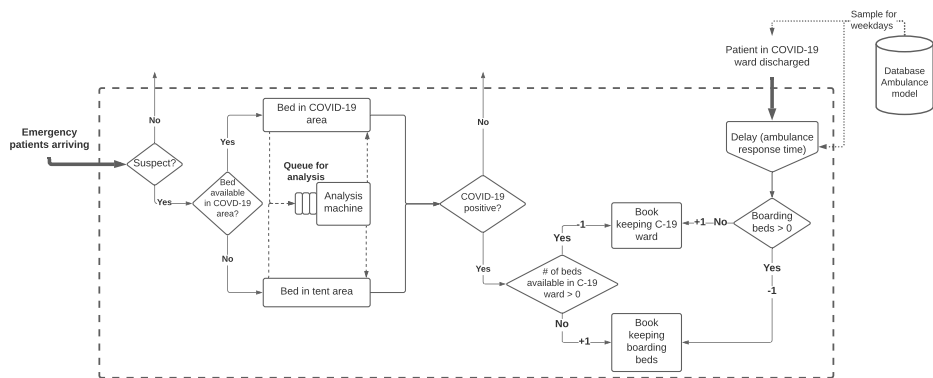 Sample for
weekdays
Patient in COVID-19
ward discharged
Database
Ambulance
model
Emergency
patients arriving
No
Suspect?
Yes
Bed
available
in COVD-19
area?
Yes
No
Bed in COVID-19
area
Queue for
analysis
Analysis
machine
Bed in tent area
No
COVID-19
positive?
Yes
# of beds
available in C-19
ward > 0
Yes
-1
No
+1
Book
keeping C-19
ward
+1
No
Book
keeping
boarding
beds
Delay (ambulance
response time)
Boarding
beds > 0
Yes
-1